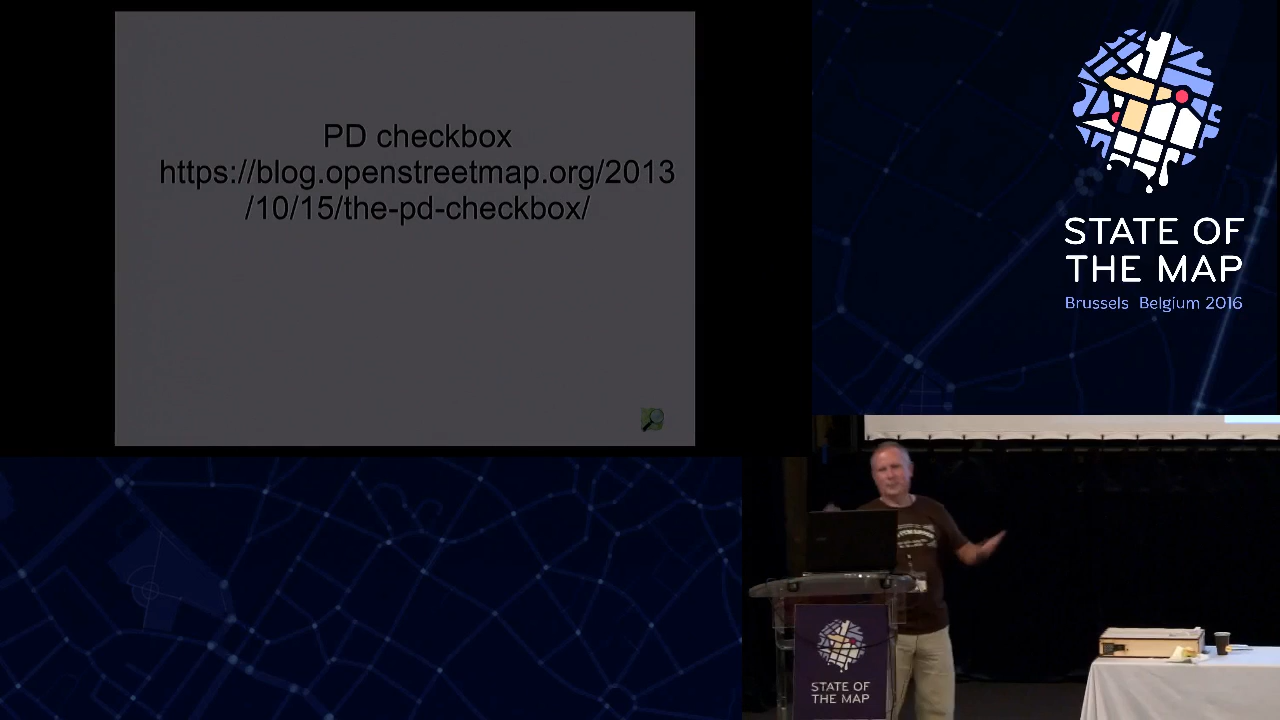 PD checkbox
https://blog.openstreetmap.org/2013
/10/15/the-pd-checkbox/
STATE OF
THE MAP
Brussels Belgium 2016
STATE OF
THE MAP